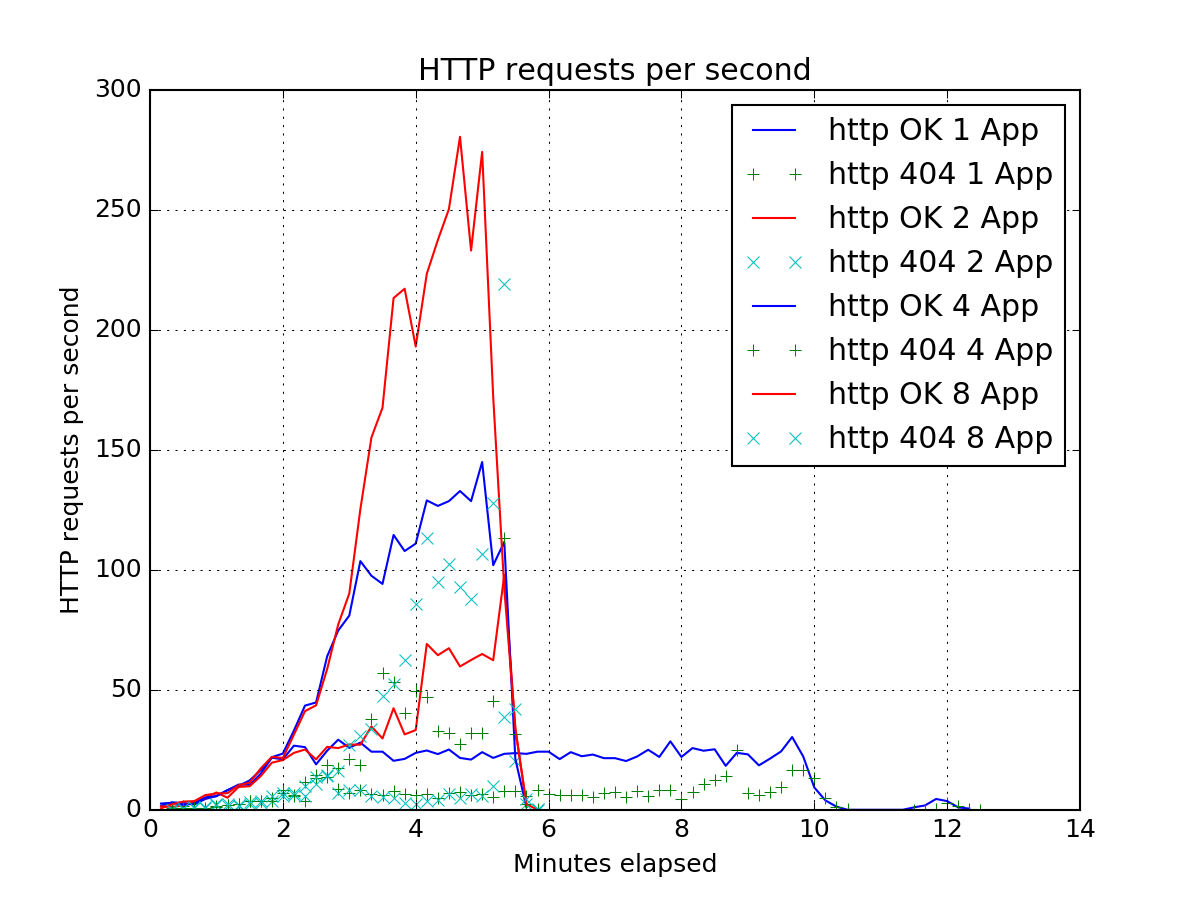 HTTP requests per second
300
250
200
150
100
50
0
HTTP requests per second
http OK 1 App
http 404 1 App
http OK 2 App
http 404 2 App
http OK 4 App
http 404 4 App
http OK 8 App
http 404 8 App
0 2 4 6 8 10 12 14
Minutes elapsed